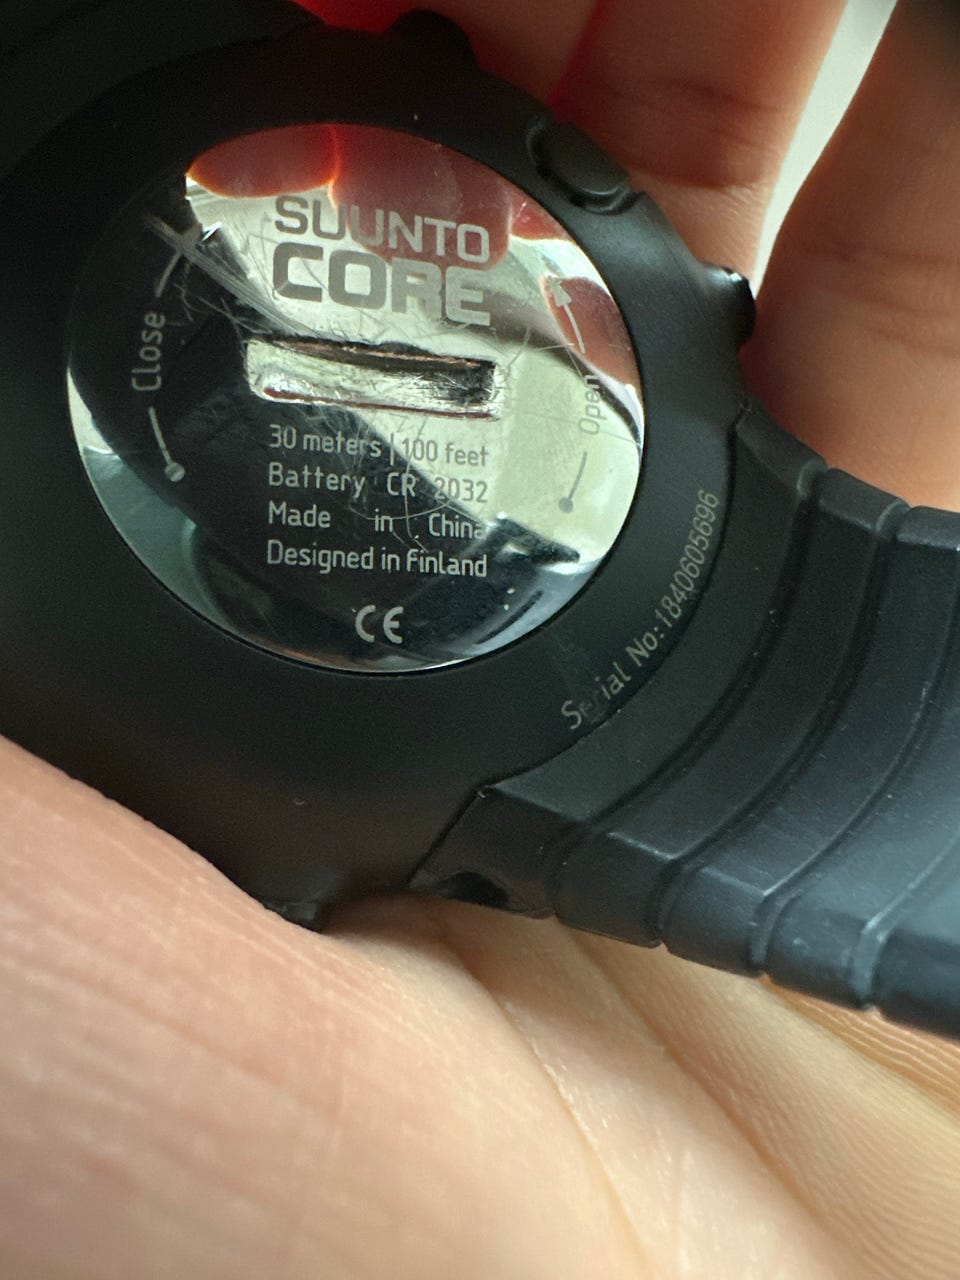 SUUNTO
CORE
Close
Open
30 meters | 100 feet
Battery CR 2032
Made in China
Designed in Finland
CE
Serial No:1840605696